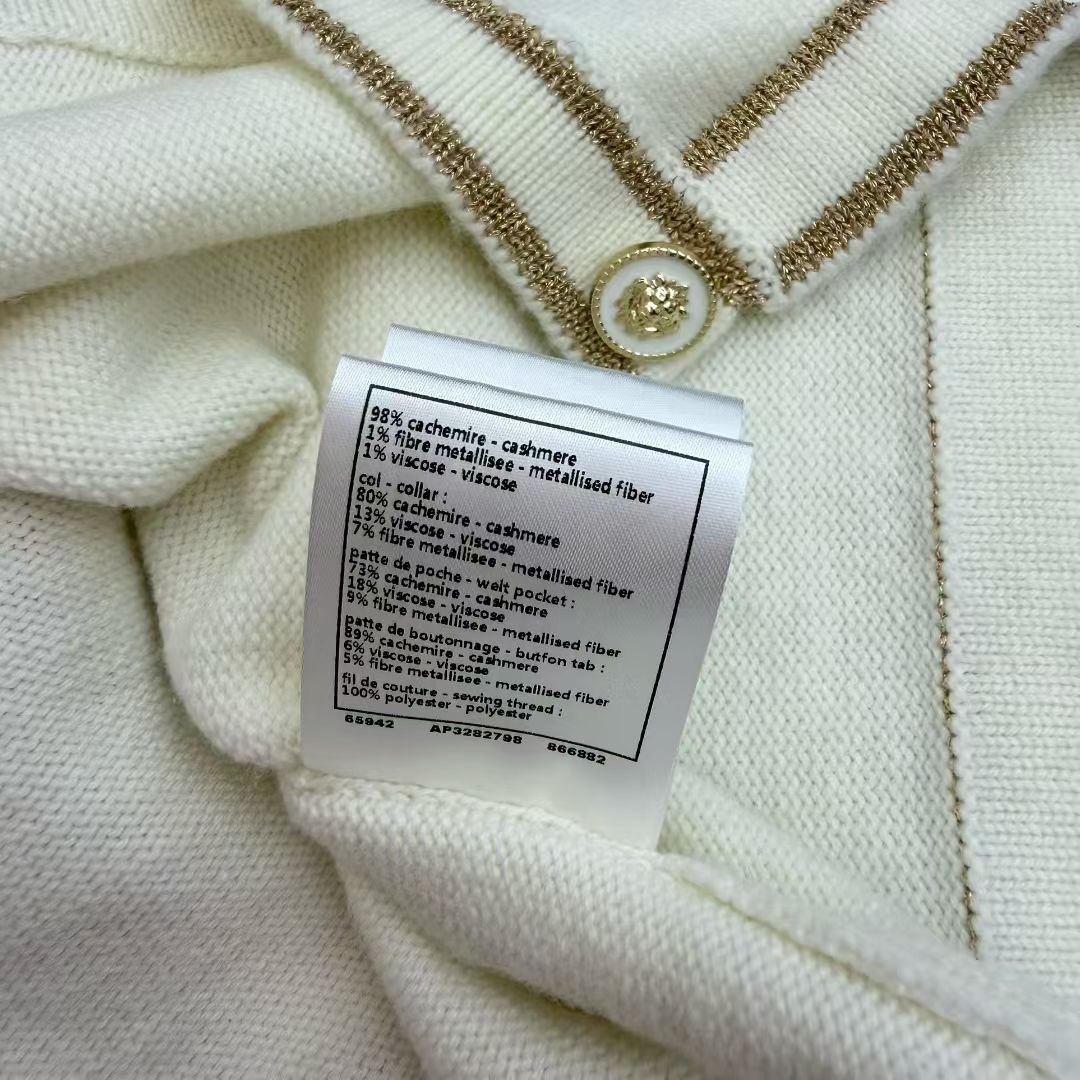 98% cachemire - cashmere
1% fibre metallisee - metallised fiber
1% viscose - viscose
col - collar :
80% cachemire - cashmere
13% viscose - viscose
7% fibre metallisee - metallised fiber
patte de poche - welt pocket :
73% cachemire - cashmere
18% viscose - viscose
9% fibre metallisee - metallised fiber
patte de boutonnage - butfon tab :
89% cachemire - cashmere
6% viscose - viscose
5% fibre metallisee - metallised fiber
fil de couture - sewing thread :
100% polyester - polyester
65942 AP3282798 866882